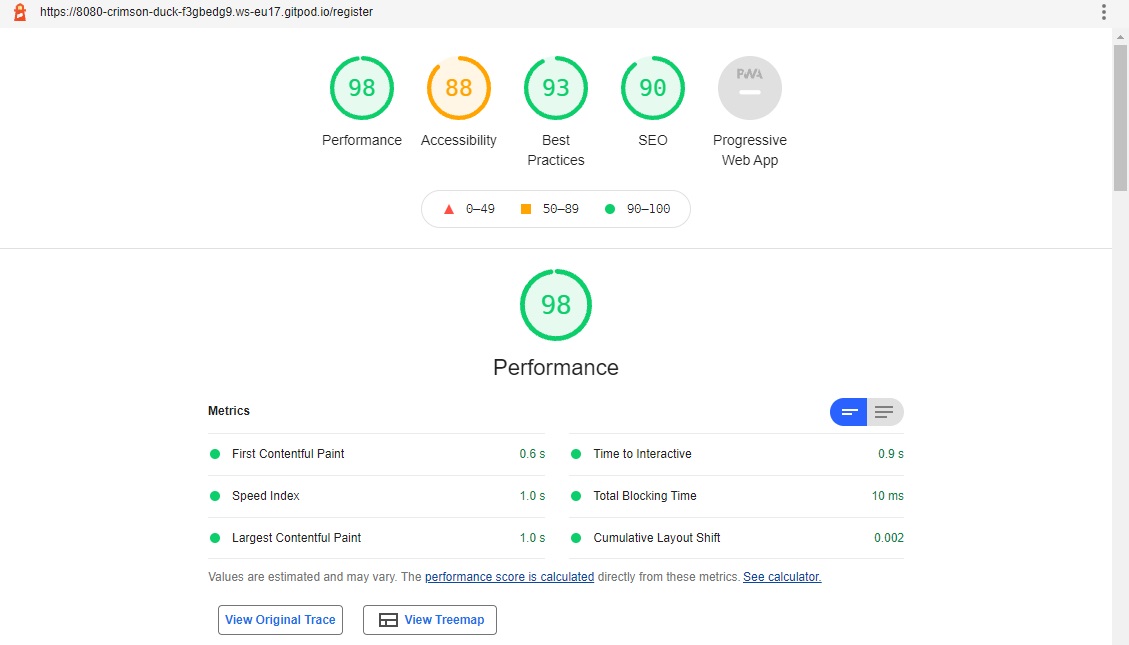 https://8080-crimson-duck-f3gbedg9.ws-eu17.gitpod.io/register
98 88 93 90 PWA
Performance Accessibility Best Practices SEO Progressive Web App
0–49 50–89 90–100
98
Performance
Metrics
First Contentful Paint 0.6 s Time to Interactive 0.9 s
Speed Index 1.0 s Total Blocking Time 10 ms
Largest Contentful Paint 1.0 s Cumulative Layout Shift 0.002
Values are estimated and may vary. The performance score is calculated directly from these metrics. See calculator.
View Original Trace View Treemap